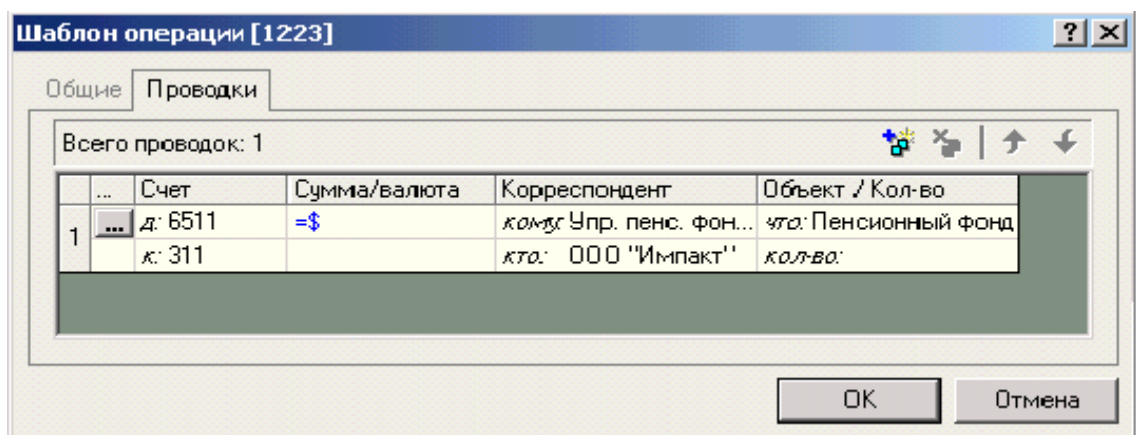 Шаблон операции [1223]
Общие Проводки
Всего проводок: 1
... Счет Сумма/валюта Корреспондент Объект / Кол-во
1 ... д: 6511 =$ кому: Упр. пенс. фон... что: Пенсионный фонд
к: 311 кто: ООО "Импакт" кол-во:
OK Отмена